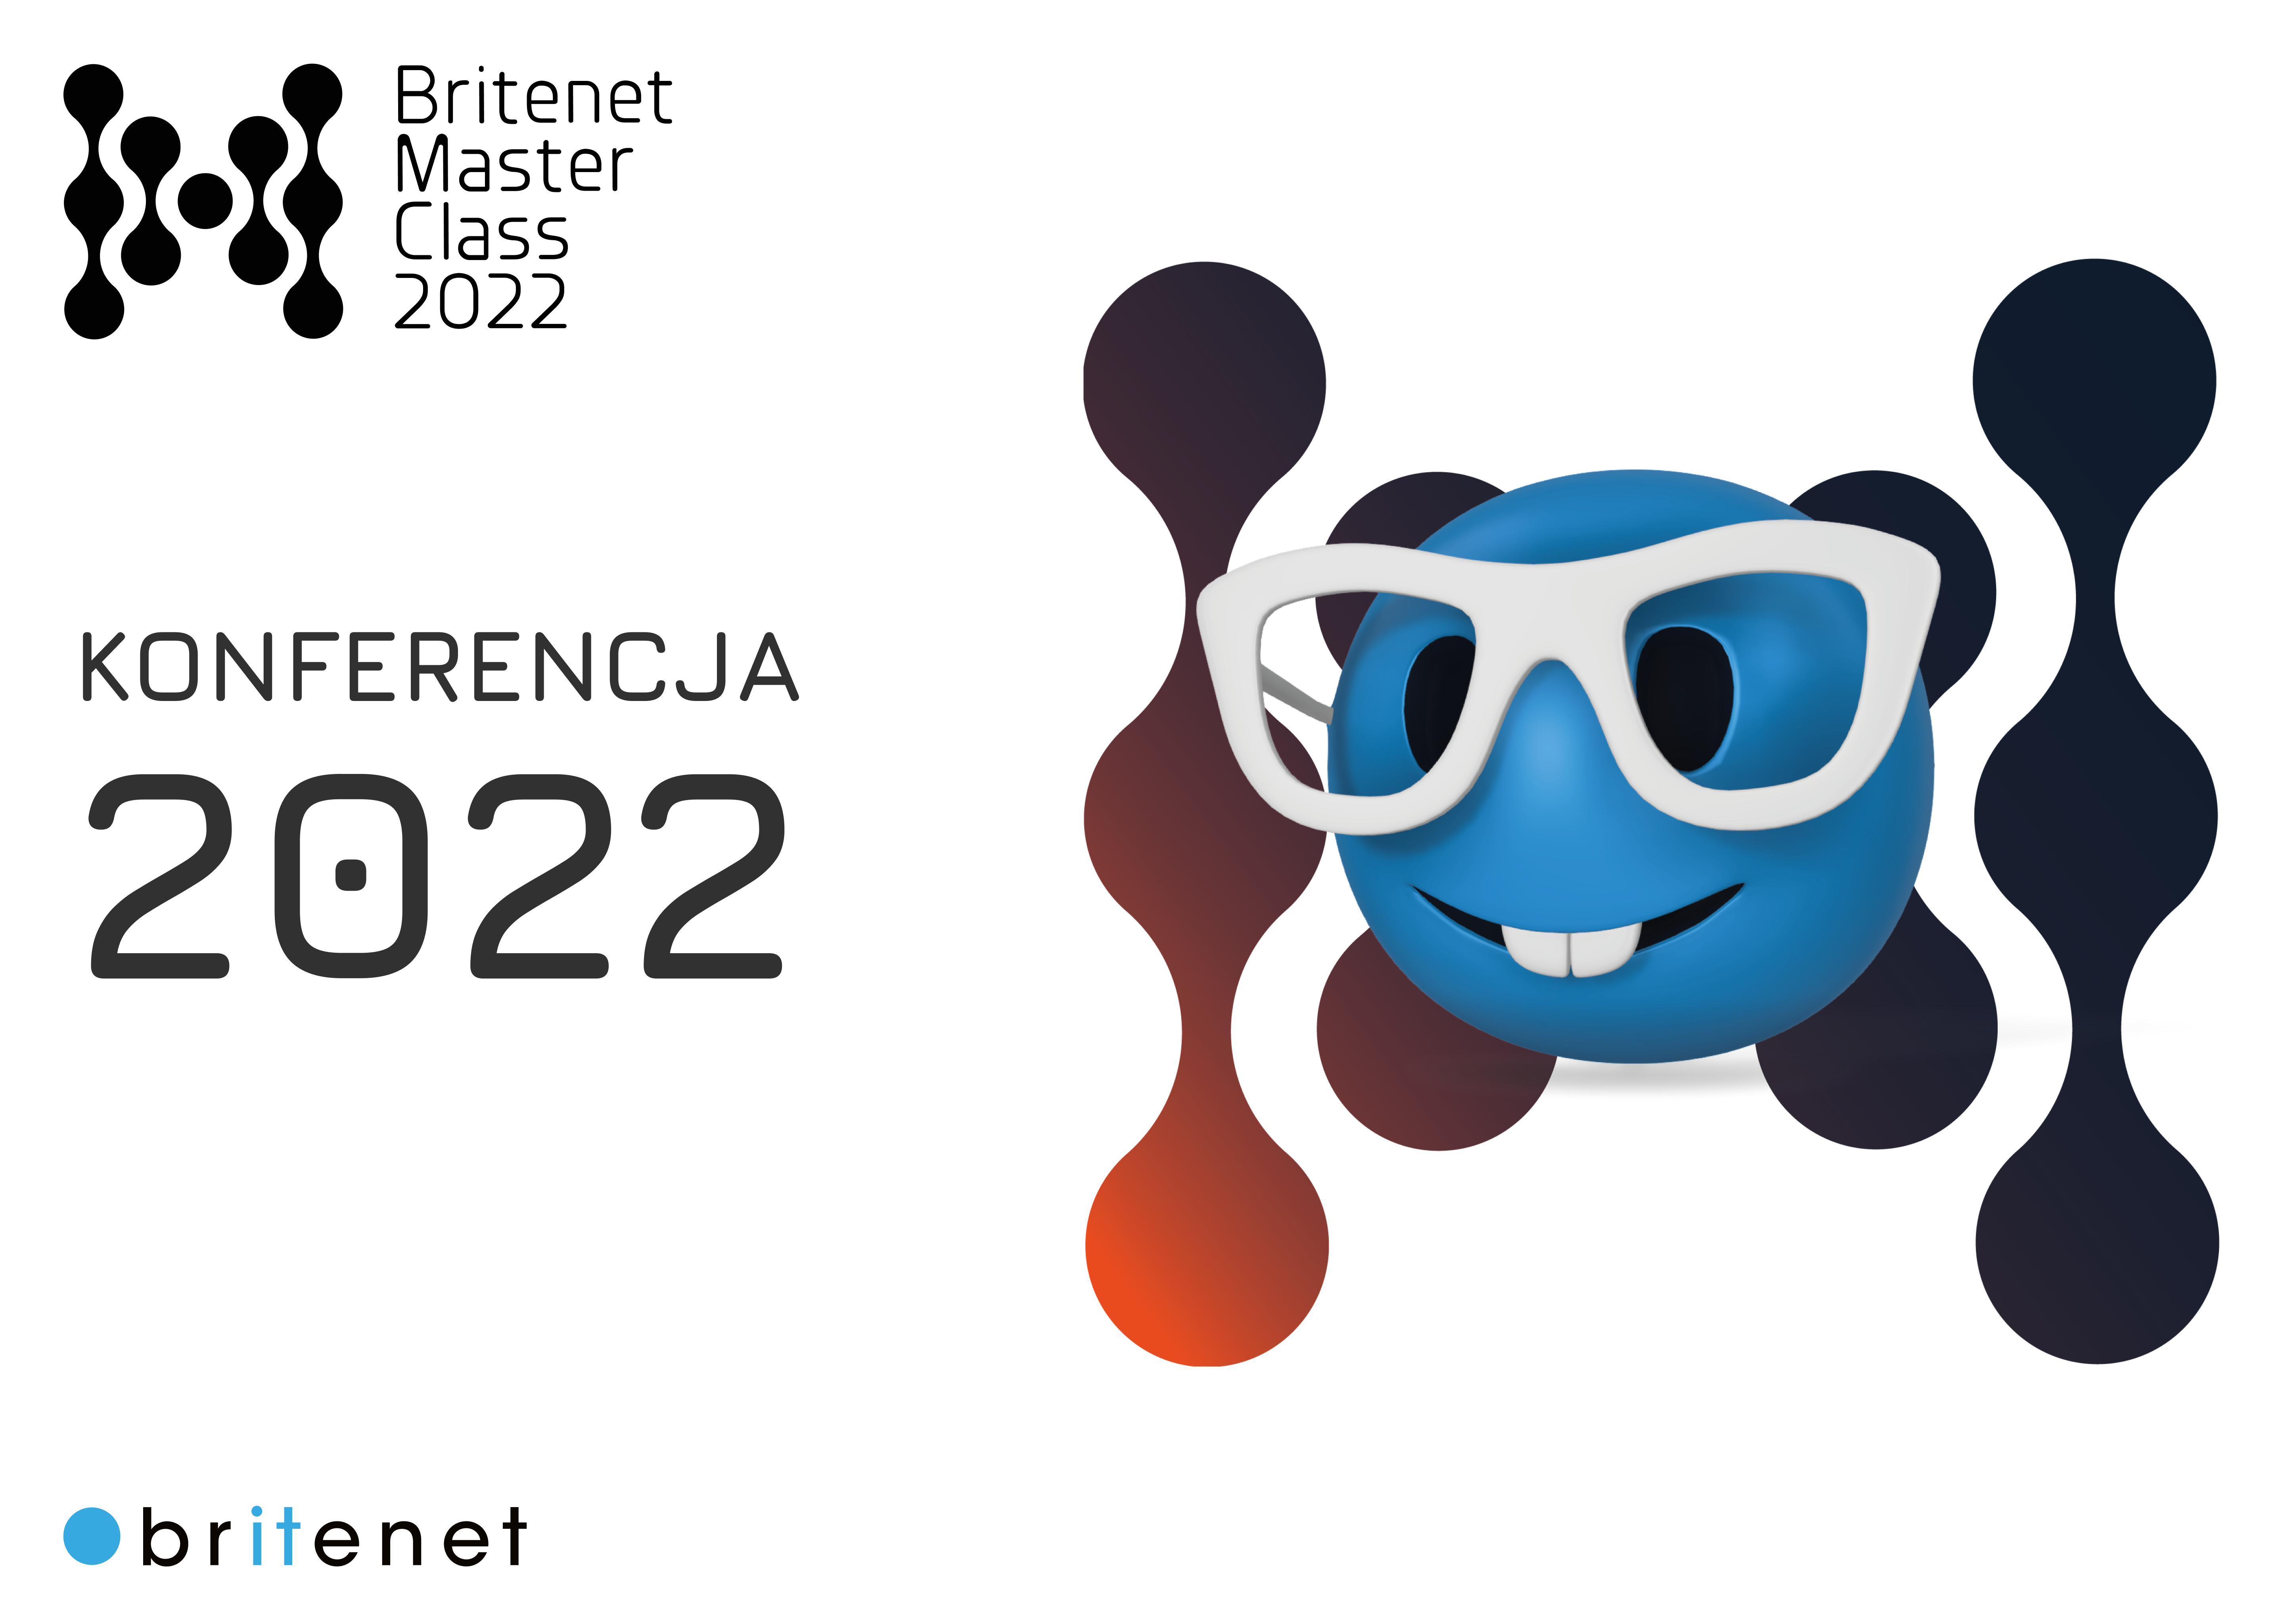 Britenet
Master
Class
2022
KONFERENCJA
2022
britenet